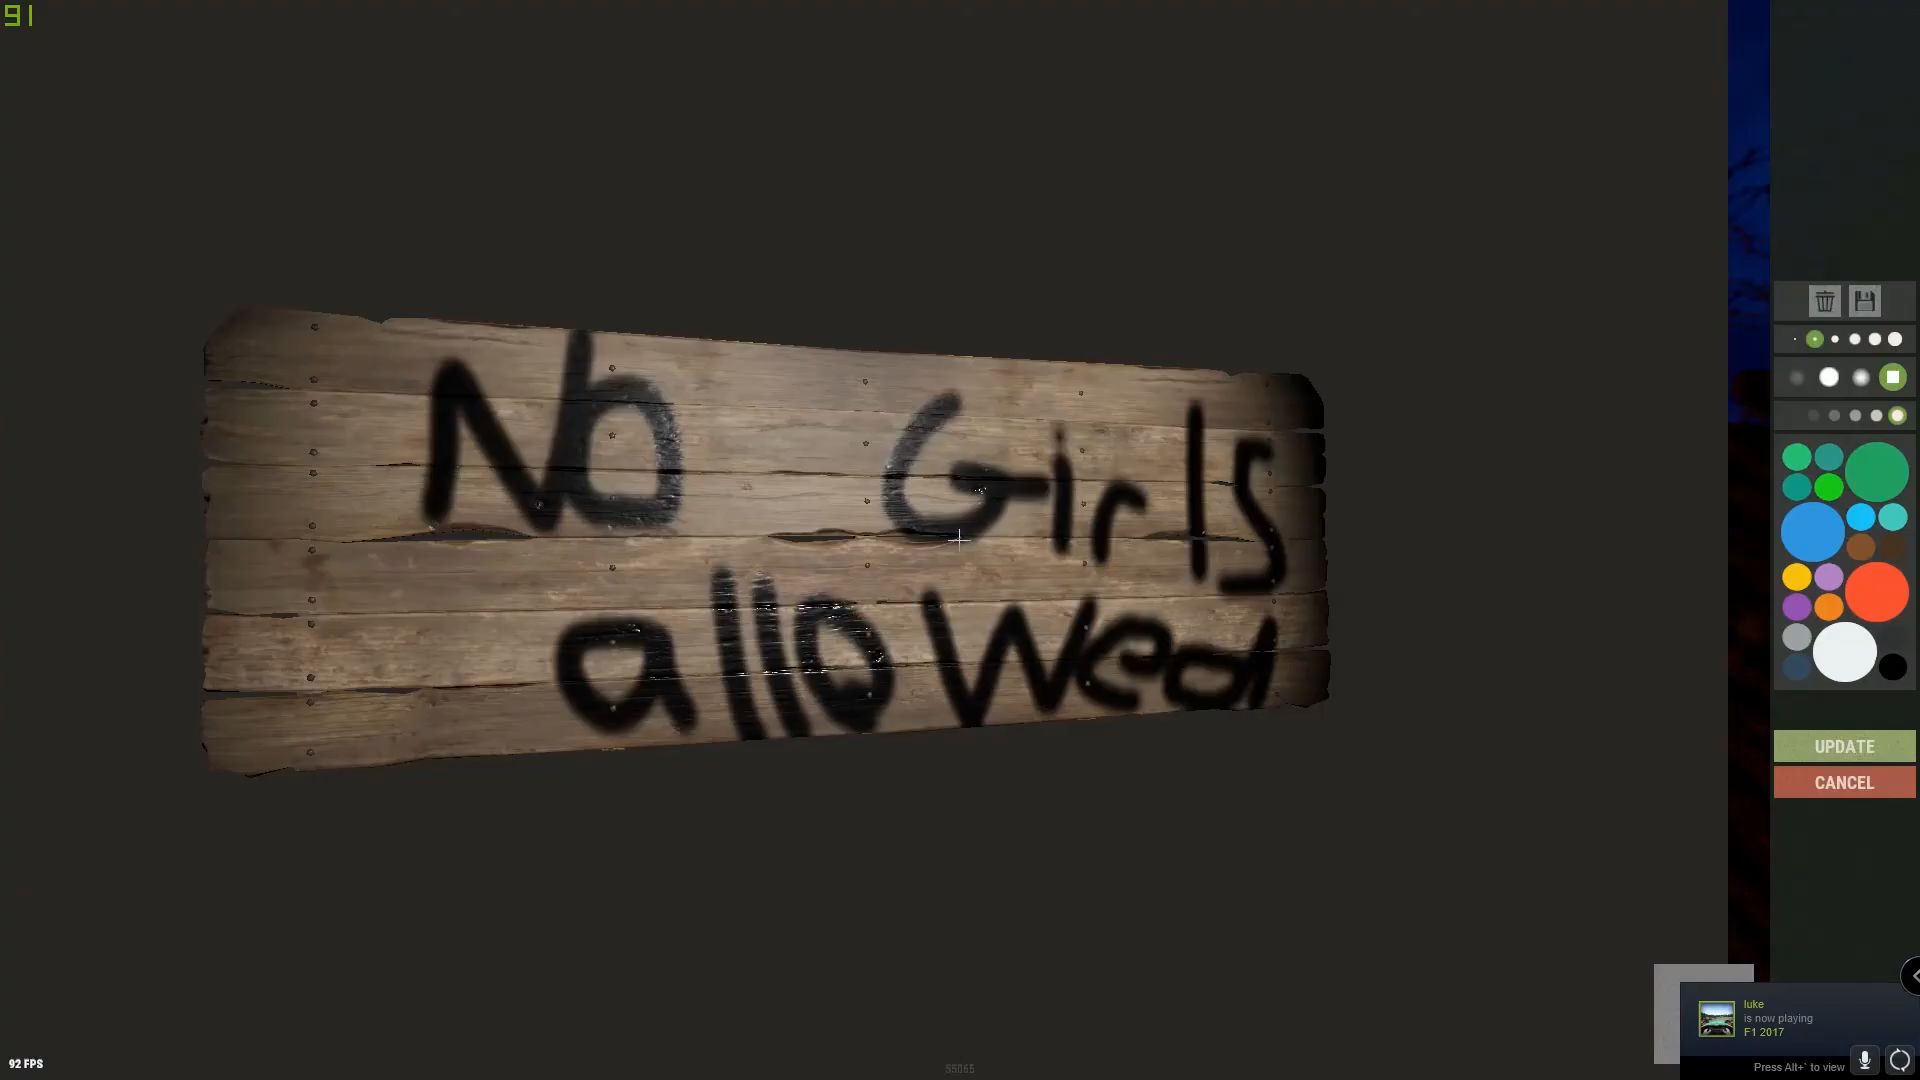 91
No Girls
allowed
UPDATE
CANCEL
luke
is now playing
F1 2017
Press Alt+` to view
92 FPS